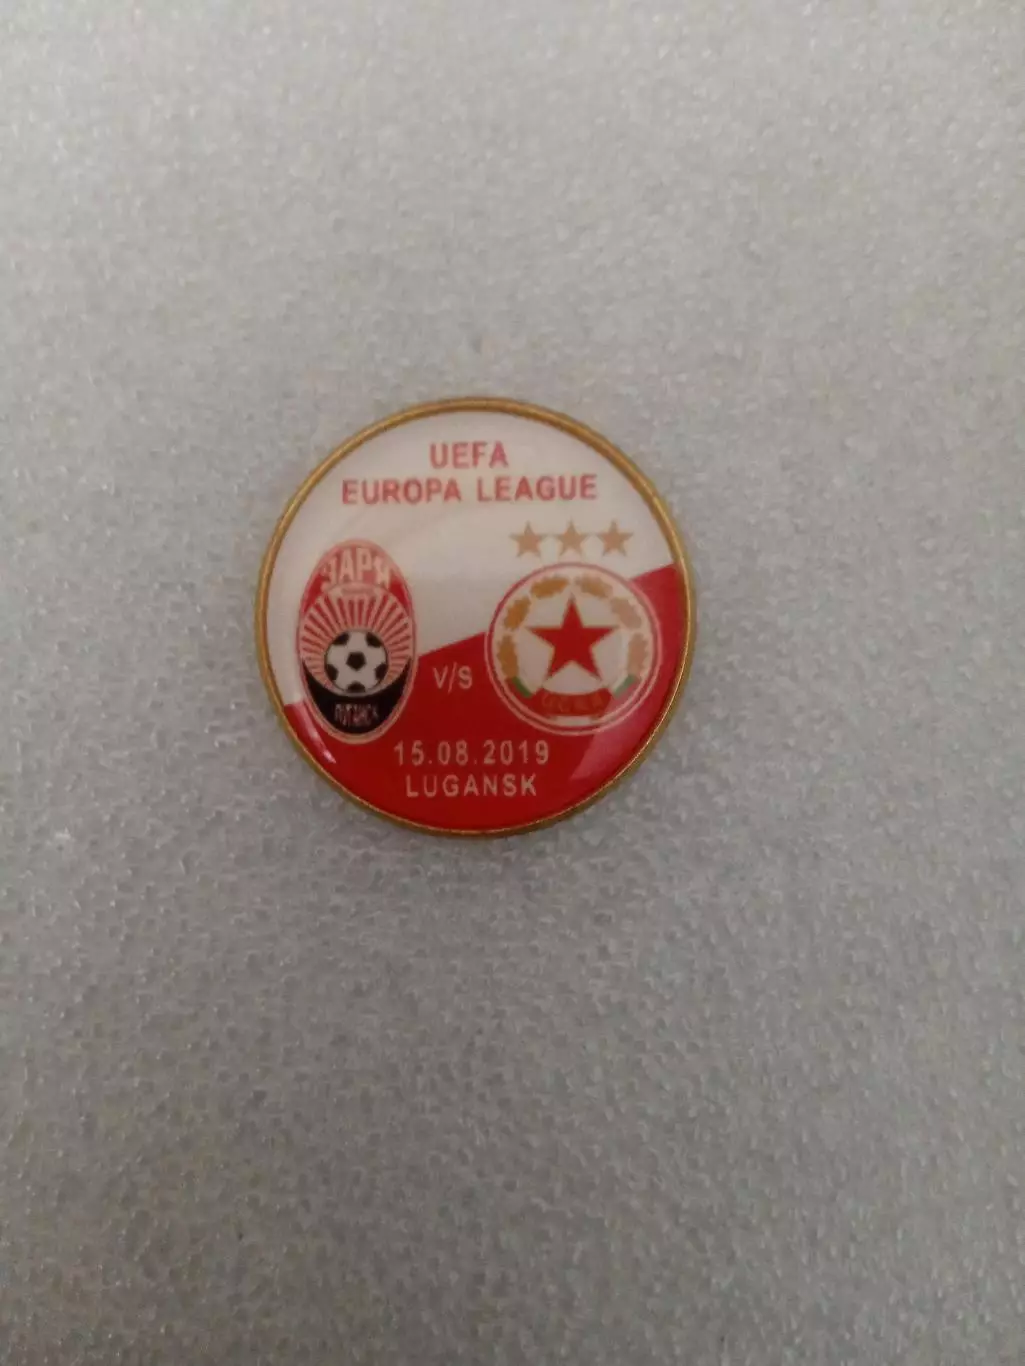 UEFA
EUROPA LEAGUE
ЗАРЯ
V/S
15.08.2019
LUGANSK